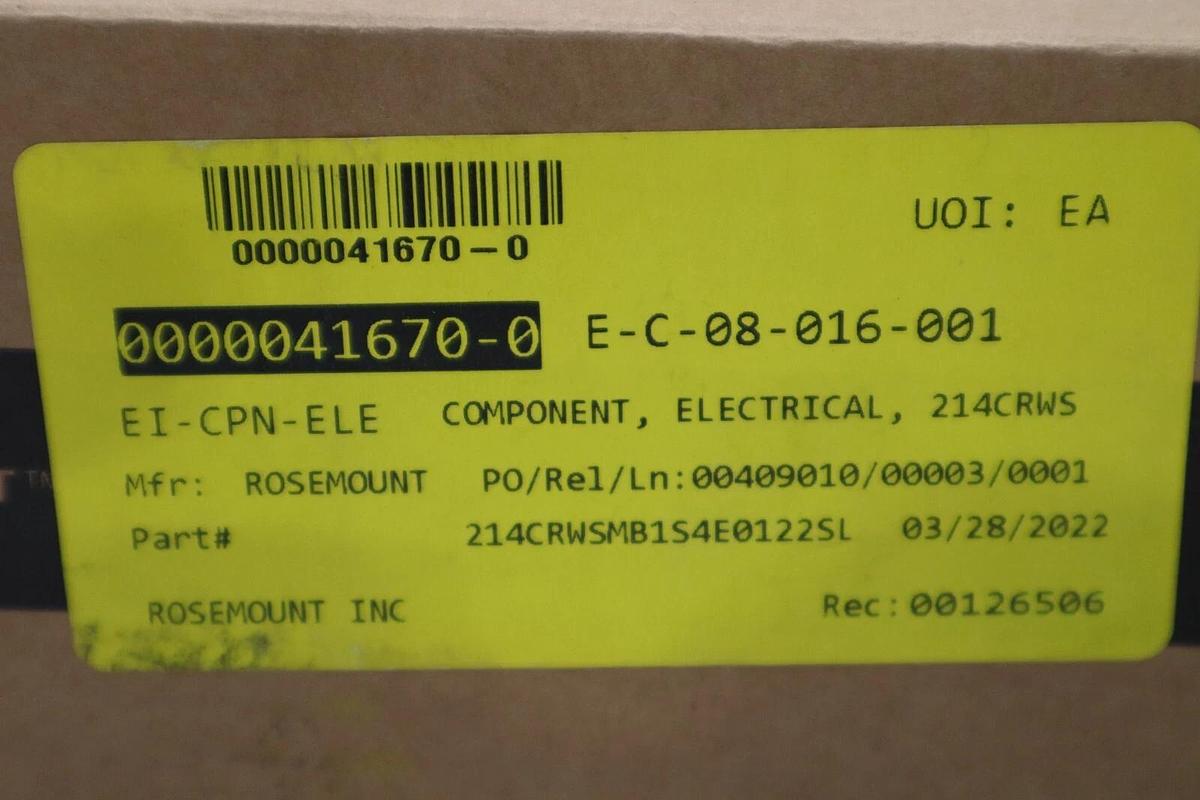 0000041670-0
UOI: EA
0000041670-0 E-C-08-016-001
EI-CPN-ELE COMPONENT, ELECTRICAL, 214CRWS
Mfr: ROSEMOUNT PO/Rel/Ln:00409010/00003/0001
Part# 214CRWSMB1S4E0122SL 03/28/2022
ROSEMOUNT INC Rec:00126506
TM